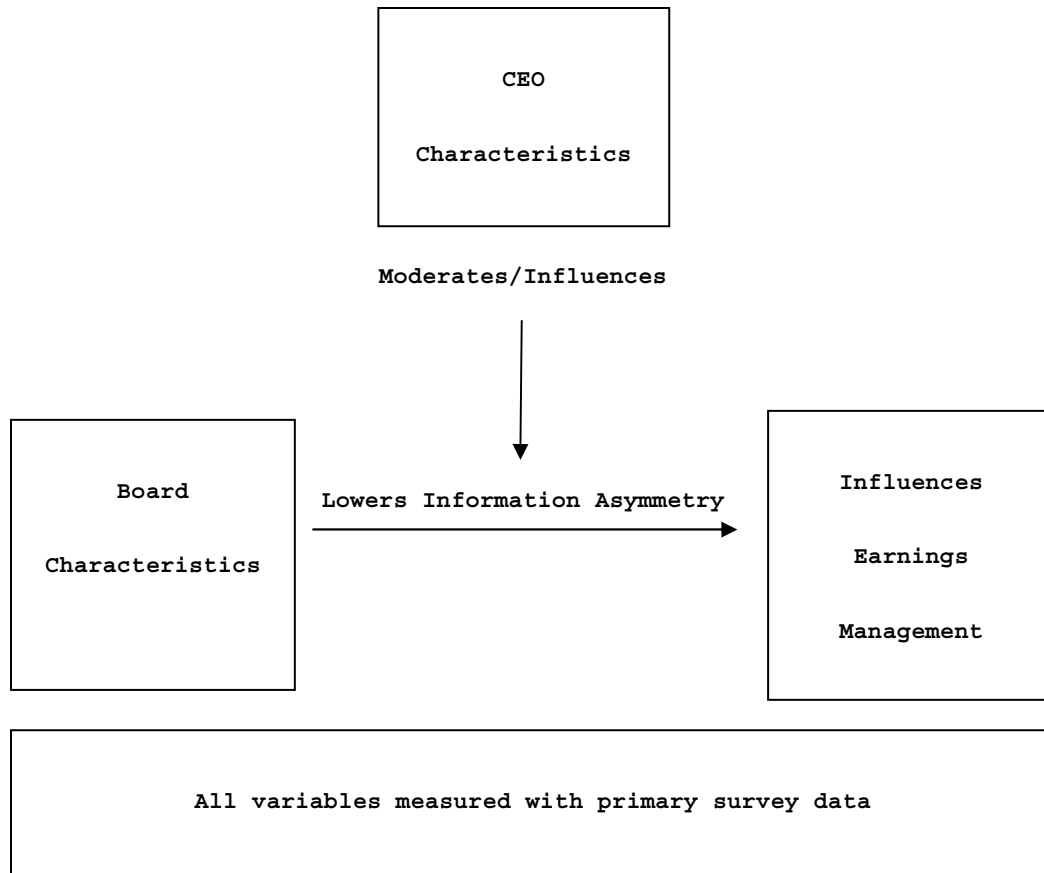 CEO
Characteristics
Moderates/Influences
Board
Characteristics
Lowers Information Asymmetry
Influences
Earnings
Management
All variables measured with primary survey data